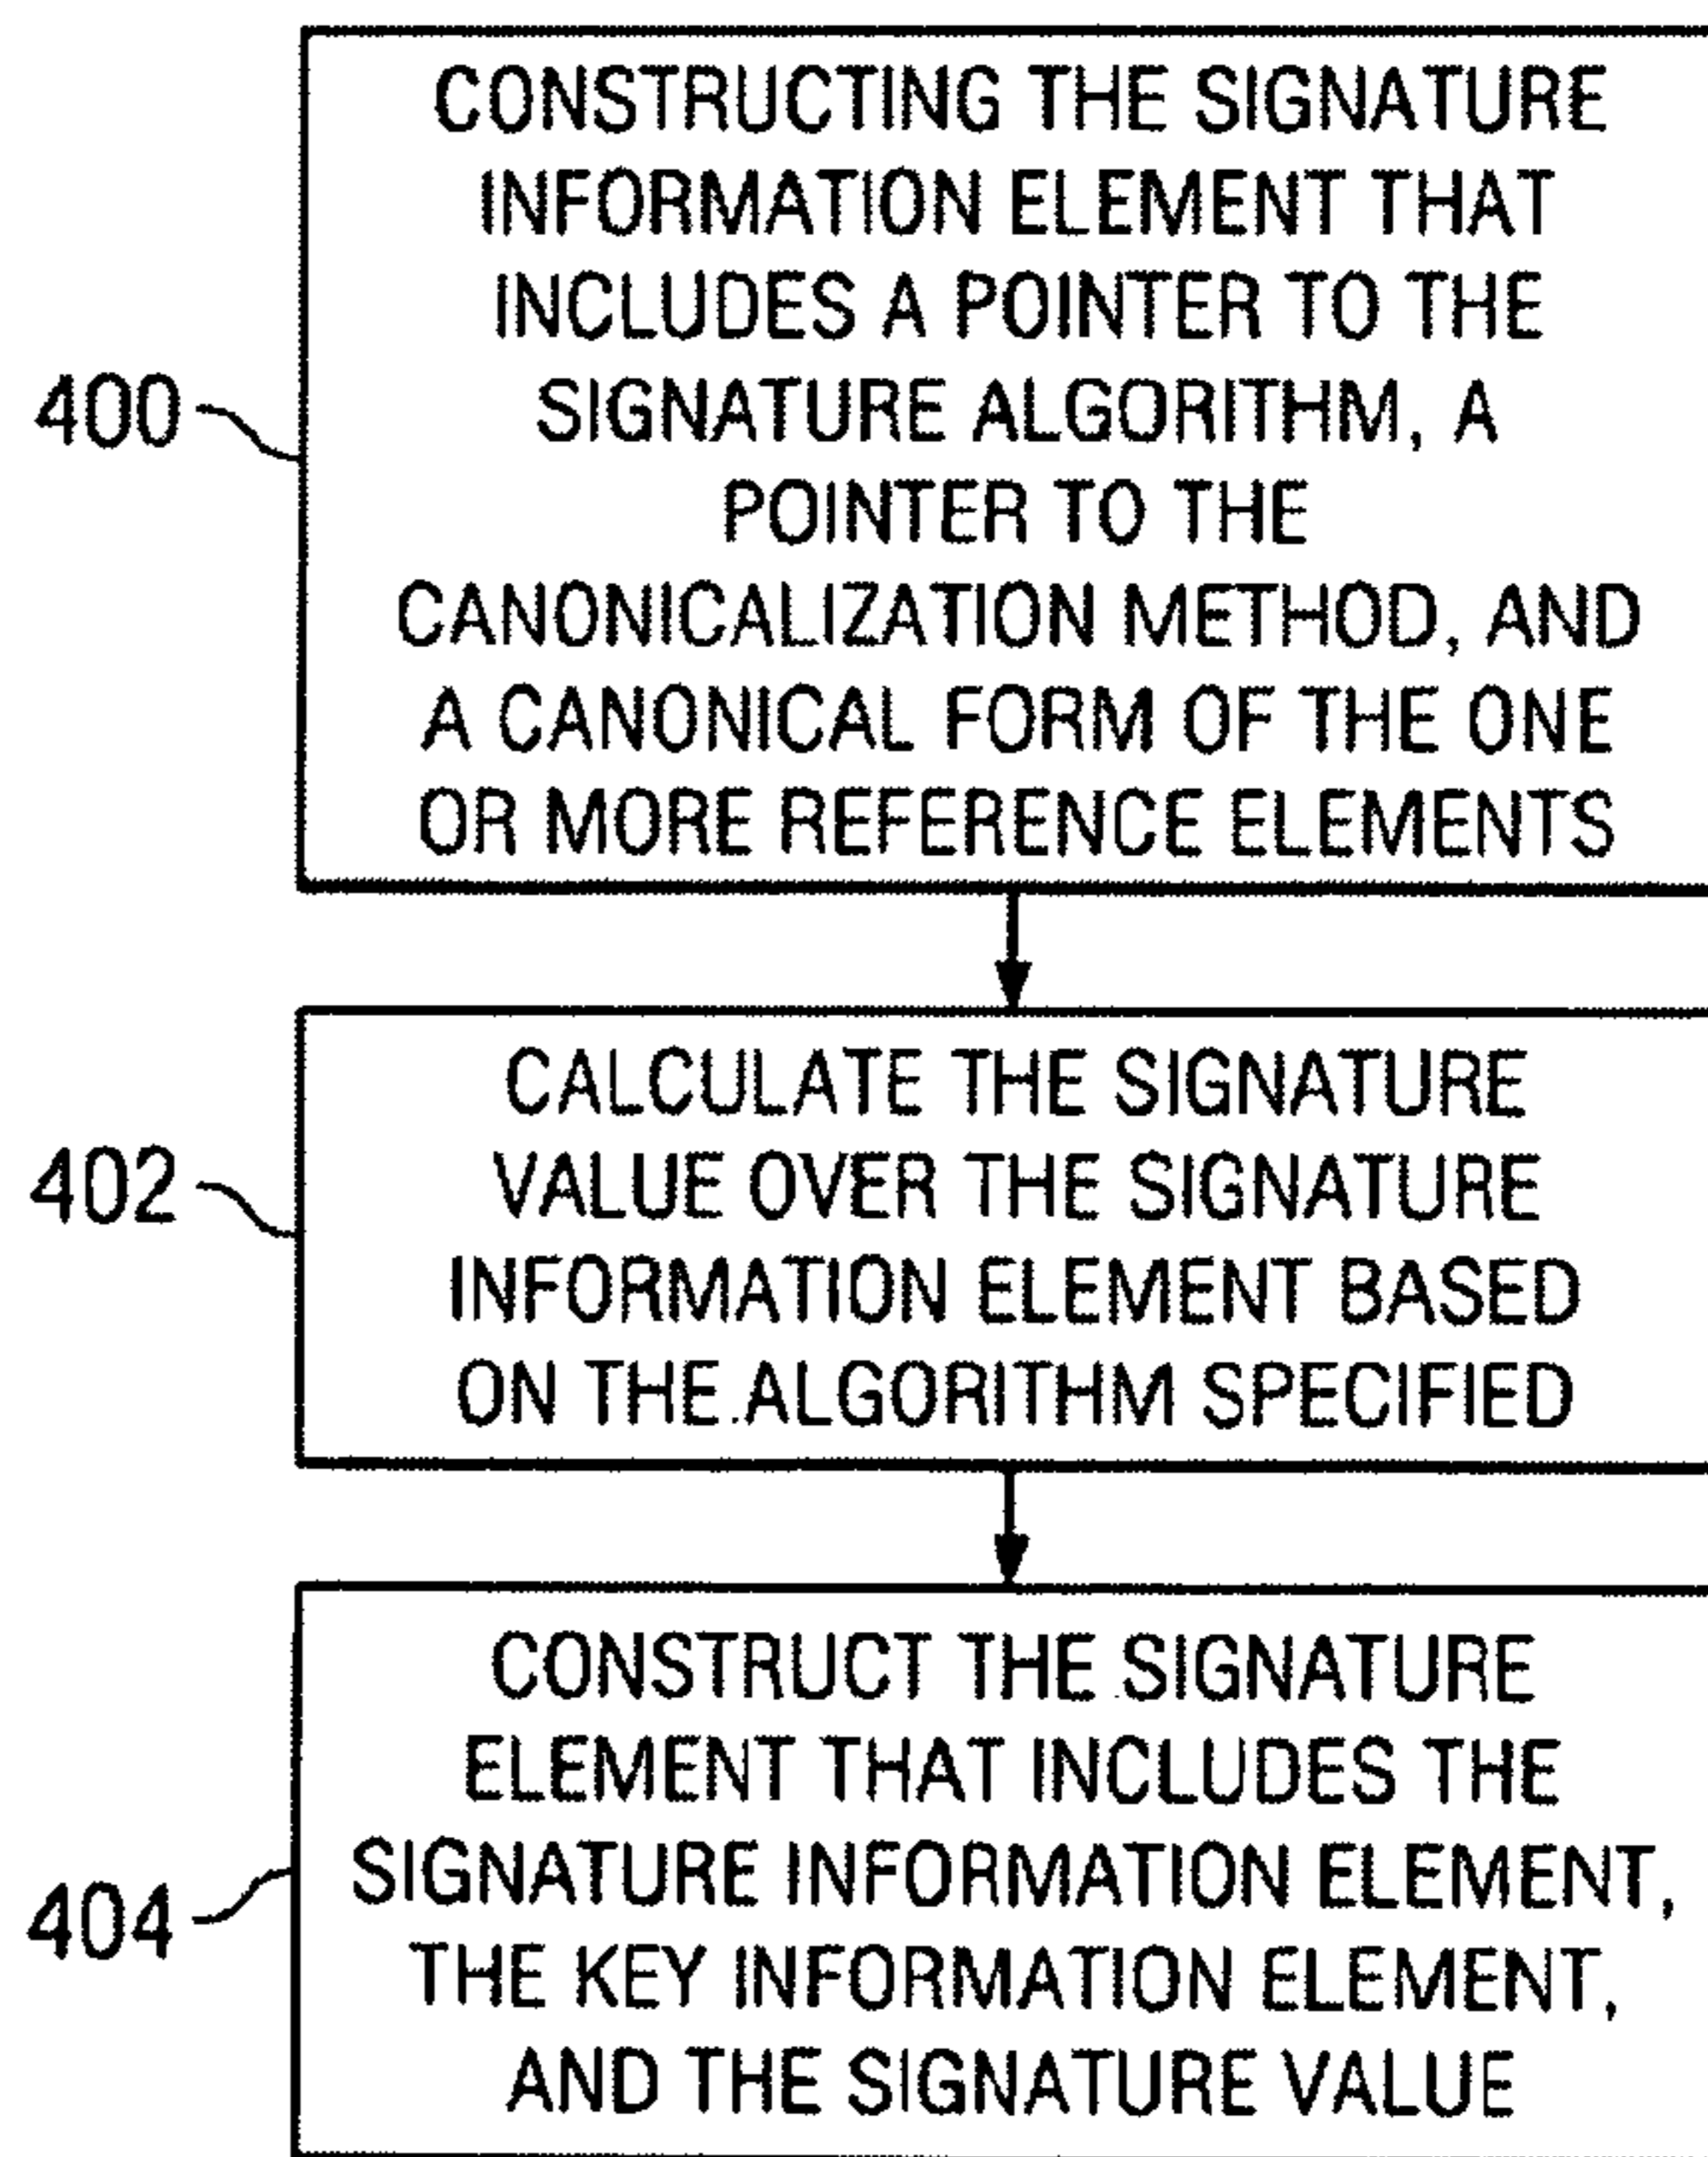 CONSTRUCTING THE SIGNATURE
INFORMATION ELEMENT THAT
INCLUDES A POINTER TO THE
SIGNATURE ALGORITHM, A
POINTER TO THE
CANONICALIZATION METHOD, AND
A CANONICAL FORM OF THE ONE
OR MORE REFERENCE ELEMENTS
400
CALCULATE THE SIGNATURE
VALUE OVER THE SIGNATURE
INFORMATION ELEMENT BASED
ON THE ALGORITHM SPECIFIED
402
CONSTRUCT THE SIGNATURE
ELEMENT THAT INCLUDES THE
SIGNATURE INFORMATION ELEMENT,
THE KEY INFORMATION ELEMENT,
AND THE SIGNATURE VALUE
404